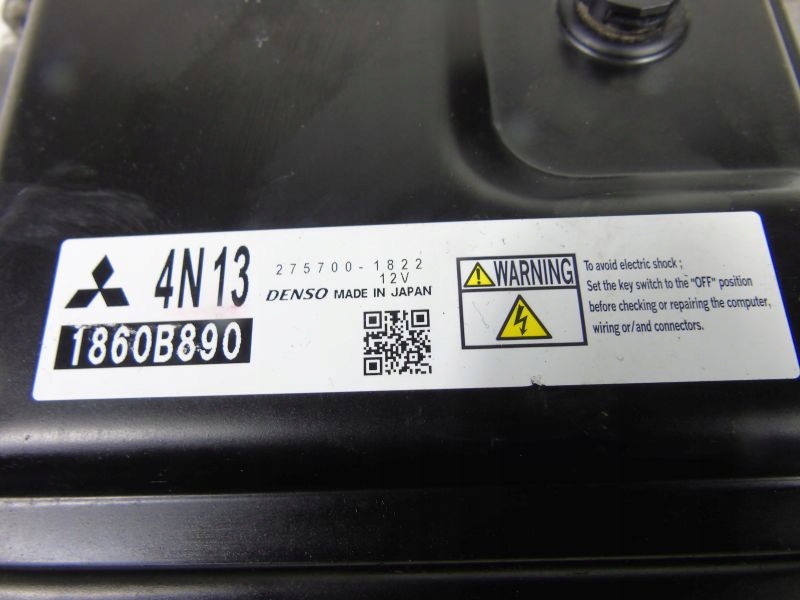 4N13
275700-1822
12V
DENSO MADE IN JAPAN
1860B890
WARNING
To avoid electric shock ;
Set the key switch to the "OFF" position
before checking or repairing the computer,
wiring or/and connectors.